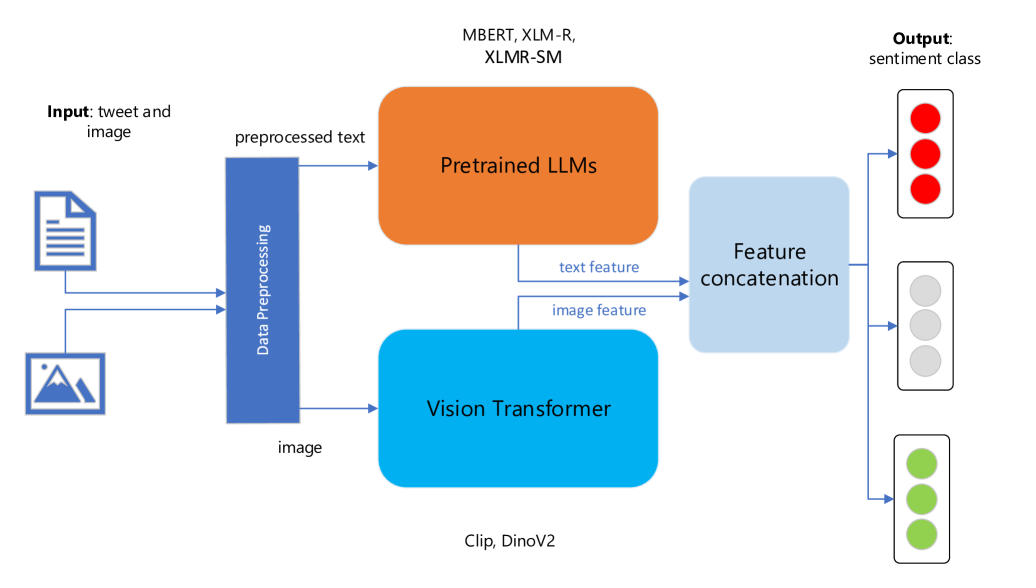 MBERT, XLM-R,
XLMR-SM
Output:
sentiment class
Input: tweet and
image
preprocessed text
Pretrained LLMs
Data Preprocessing
text feature
image feature
Feature
concatenation
Vision Transformer
image
Clip, DinoV2